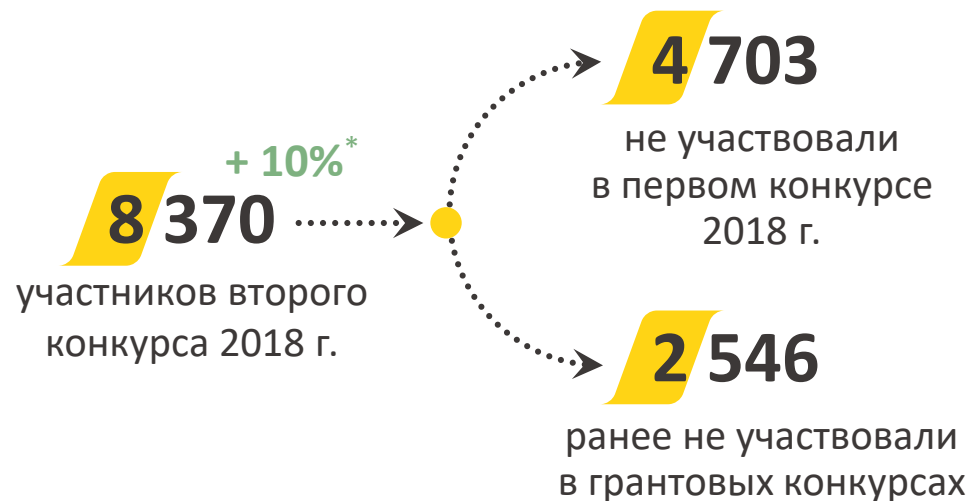 + 10%*
8 370
участников второго
конкурса 2018 г.
4 703
не участвовали
в первом конкурсе
2018 г.
2 546
ранее не участвовали
в грантовых конкурсах